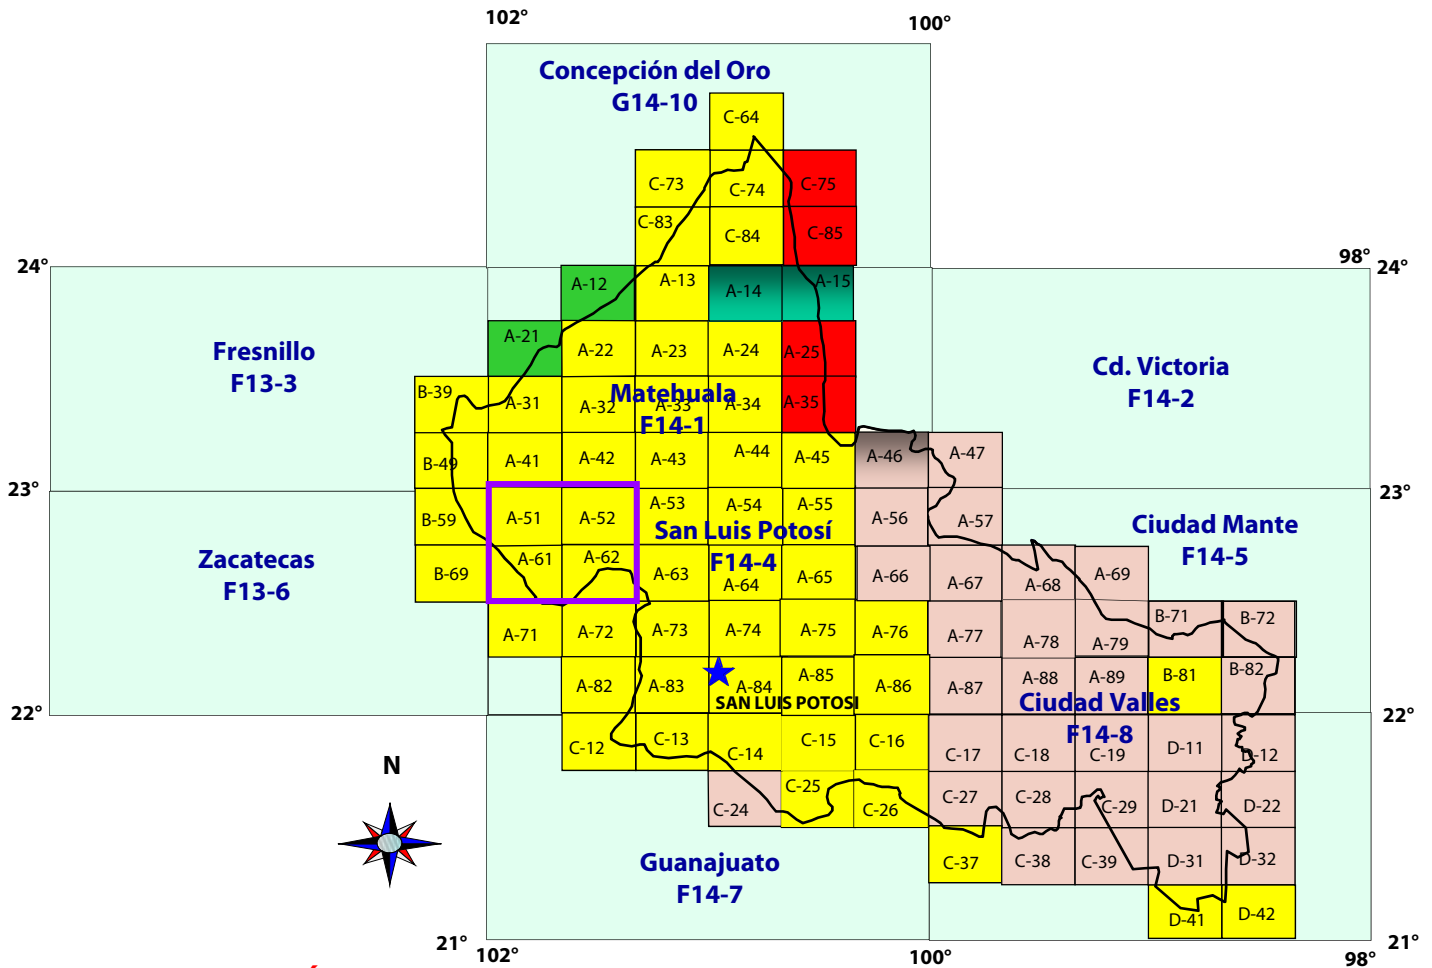 102°
100°
Concepción del Oro
G14-10
C-64
C-73
C-74
C-75
C-83
C-84
C-85
24°
98°
24°
A-12
A-13
A-14
A-15
A-21
A-22
A-23
A-24
A-25
Fresnillo
F13-3
Cd. Victoria
F14-2
B-39
A-31
A-32
A-33
A-34
A-35
Matehuala
F14-1
B-49
A-41
A-42
A-43
A-44
A-45
A-46
A-47
23°
23°
B-59
A-51
A-52
A-53
A-54
A-55
A-56
A-57
San Luis Potosí
F14-4
Ciudad Mante
F14-5
Zacatecas
F13-6
B-69
A-61
A-62
A-63
A-64
A-65
A-66
A-67
A-68
A-69
A-71
A-72
A-73
A-74
A-75
A-76
A-77
A-78
A-79
B-71
B-72
A-82
A-83
A-84
A-85
A-86
A-87
A-88
A-89
B-81
B-82
SAN LUIS POTOSI
Ciudad Valles
F14-8
22°
22°
C-12
C-13
C-14
C-15
C-16
C-17
C-18
C-19
D-11
D-12
N
C-24
C-25
C-26
C-27
C-28
C-29
D-21
D-22
Guanajuato
F14-7
C-37
C-38
C-39
D-31
D-32
D-41
D-42
21°
102°
100°
98°
21°